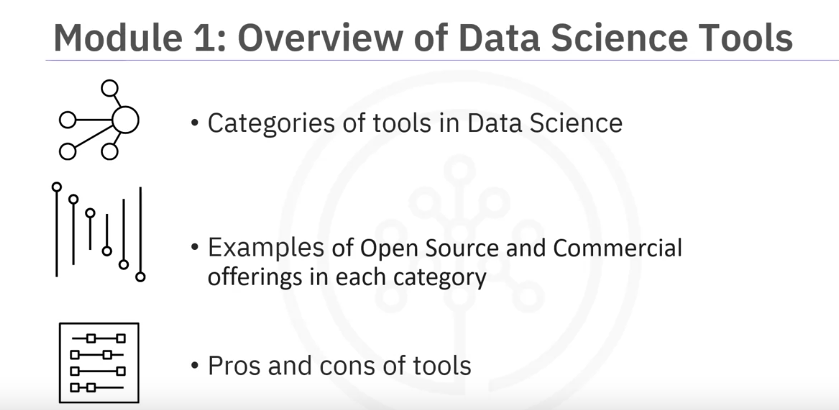 Module 1: Overview of Data Science Tools
• Categories of tools in Data Science
• Examples of Open Source and Commercial
offerings in each category
• Pros and cons of tools